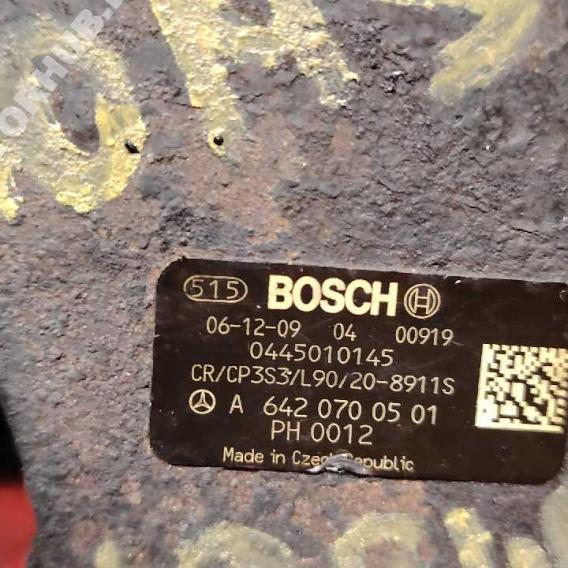 515 BOSCH
06-12-09 04 00919
0445010145
CR/CP3S3/L90/20-8911S
A 642 070 05 01
PH 0012
Made in Czech Republic